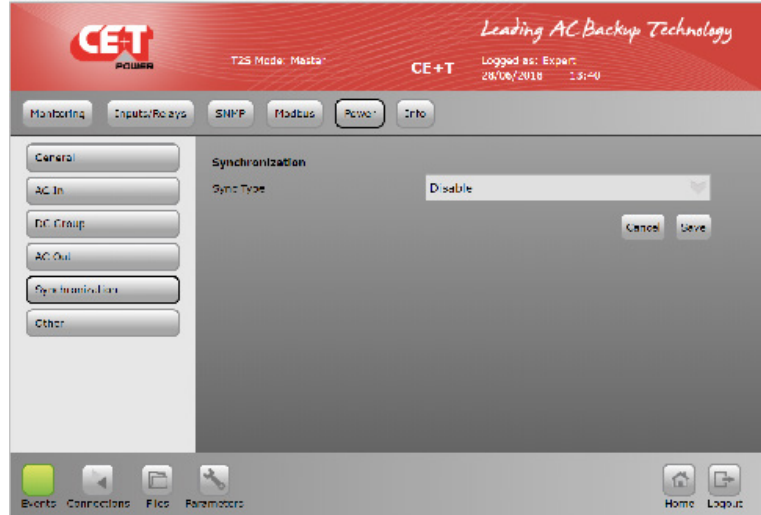 CE+T
POWER
Leading AC Backup Technology
T2S Mode: Master
CE+T
Logged as: Expert
28/06/2018 13:40
Monitoring
Inputs/Relays
SNMP
Modbus
Power
Info
General
AC In
DC Group
AC Out
Synchronization
Other
Synchronization
Sync Type
Disable
Cancel
Save
Events
Connections
Files
Parameters
Home
Logout